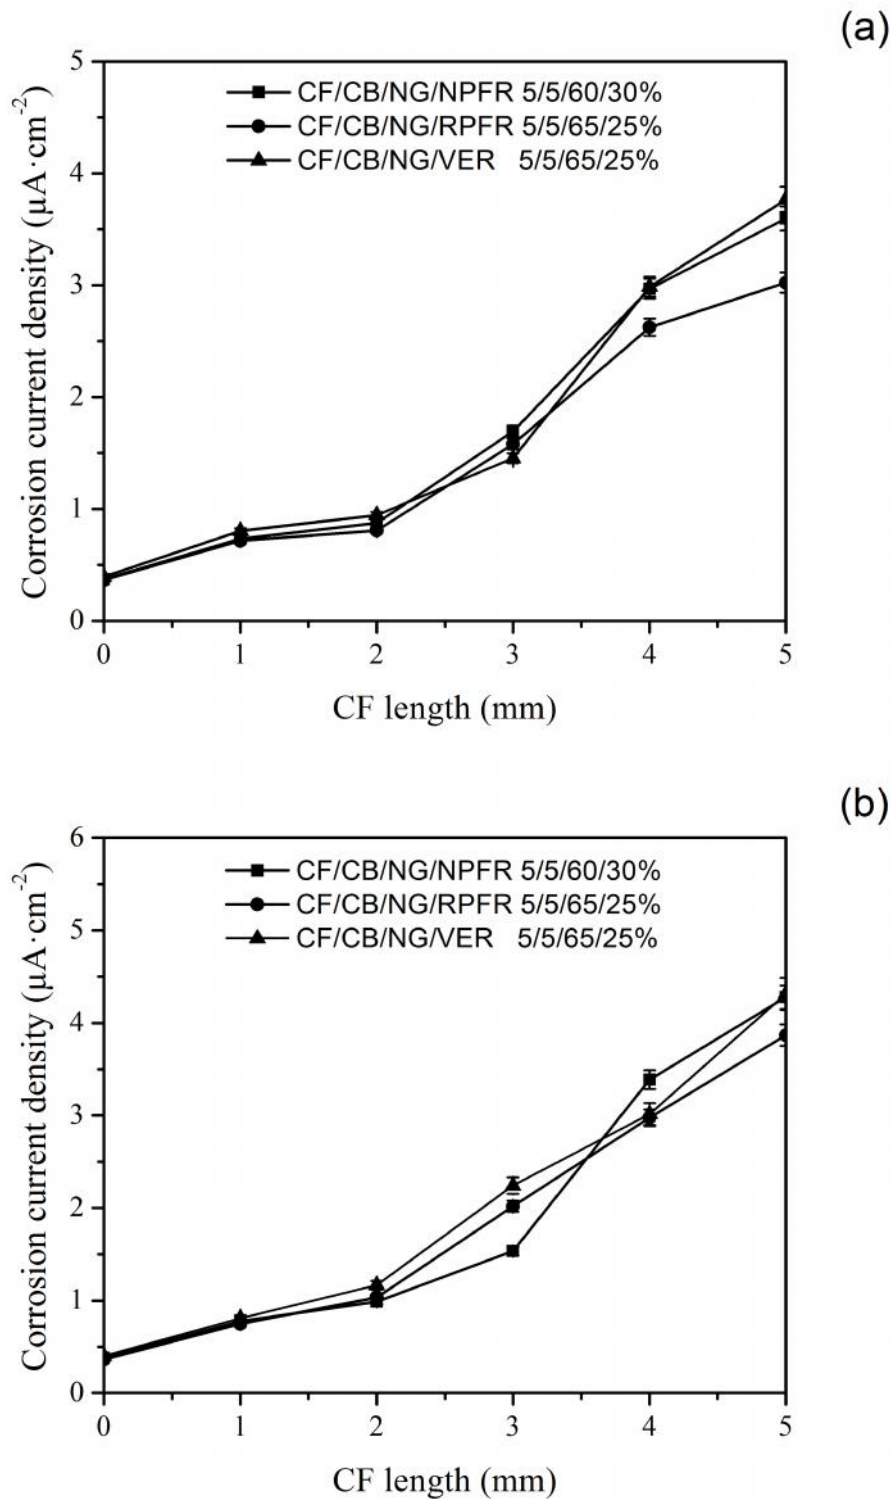 (a)
5
4
3
2
1
0
Corrosion current density (μA·cm⁻²)
CF/CB/NG/NPFR 5/5/60/30%
CF/CB/NG/RPFR 5/5/65/25%
CF/CB/NG/VER 5/5/65/25%
0 1 2 3 4 5
CF length (mm)
(b)
6
5
4
3
2
1
0
Corrosion current density (μA·cm⁻²)
CF/CB/NG/NPFR 5/5/60/30%
CF/CB/NG/RPFR 5/5/65/25%
CF/CB/NG/VER 5/5/65/25%
0 1 2 3 4 5
CF length (mm)